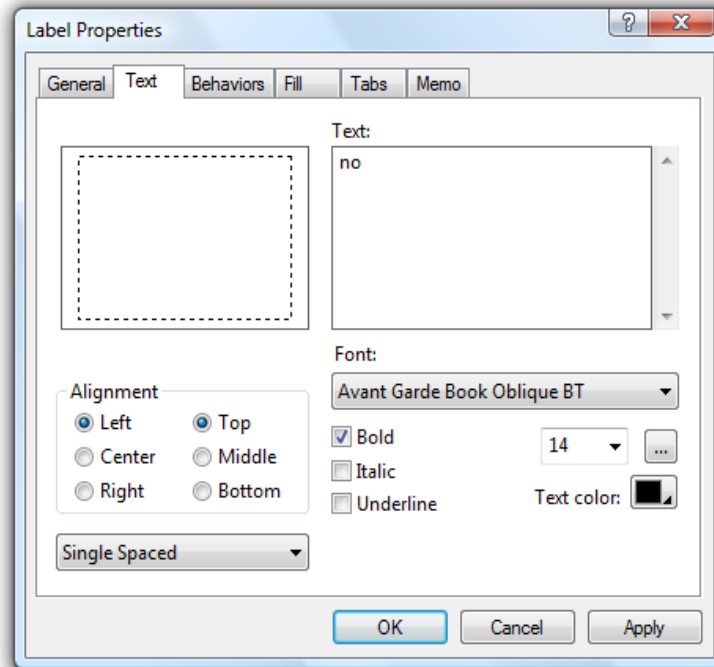 Label Properties
?
X
General Text Behaviors Fill Tabs Memo
Text:
no
Font:
Avant Garde Book Oblique BT
Alignment
Left Top
Center Middle
Right Bottom
Bold
Italic
Underline
14
...
Text color:
Single Spaced
OK Cancel Apply